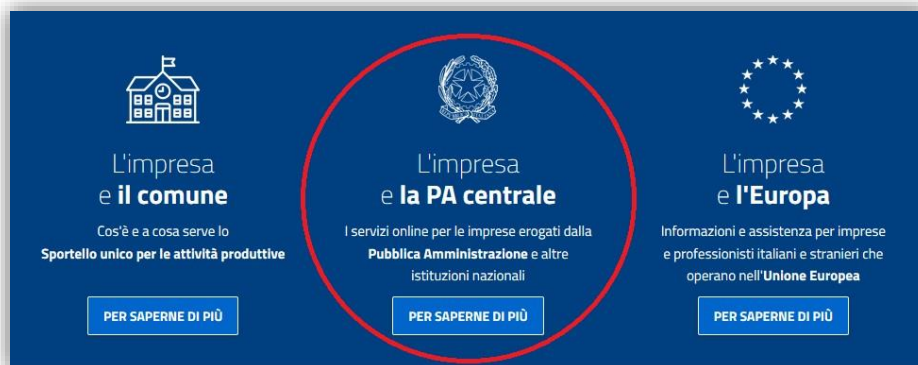 L'impresa
e il comune
Cos'è e a cosa serve lo
Sportello unico per le attività produttive
PER SAPERNE DI PIÙ
L'impresa
e la PA centrale
I servizi online per le imprese erogati dalla
Pubblica Amministrazione e altre
istituzioni nazionali
PER SAPERNE DI PIÙ
L'impresa
e l'Europa
Informazioni e assistenza per imprese
e professionisti italiani e stranieri che
operano nell'Unione Europea
PER SAPERNE DI PIÙ